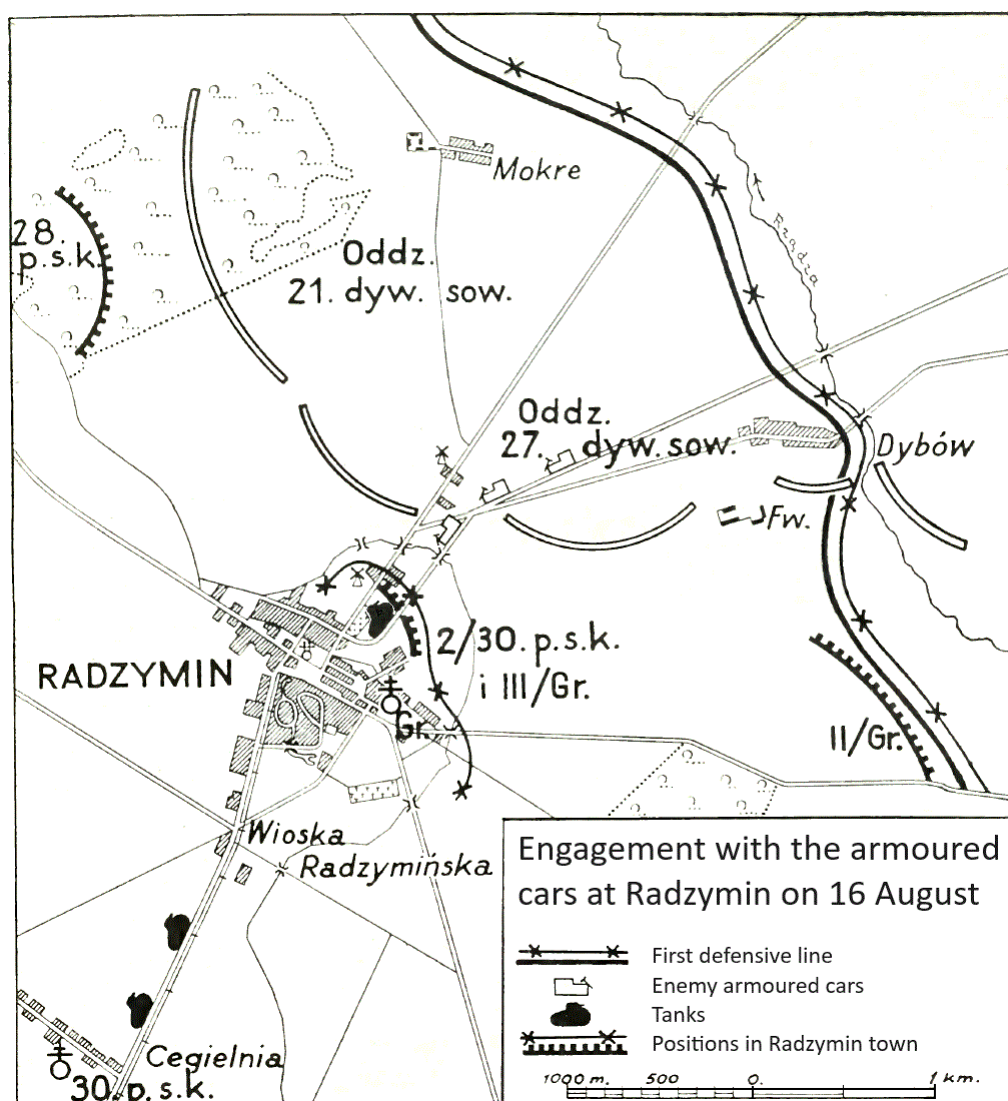 Mokre
28.
p.s.k.
Oddz.
21. dyw. sow.
Rządza
Oddz.
27. dyw. sow.
Dybów
Fw.
RADZYMIN
2/30. p.s.k.
i III/Gr.
Gr.
II/Gr.
Wioska
Radzymińska
Cegielnia
30. p. s. k.
Engagement with the armoured
cars at Radzymin on 16 August
First defensive line
Enemy armoured cars
Tanks
Positions in Radzymin town
1000 m. 500 0. 1 km.